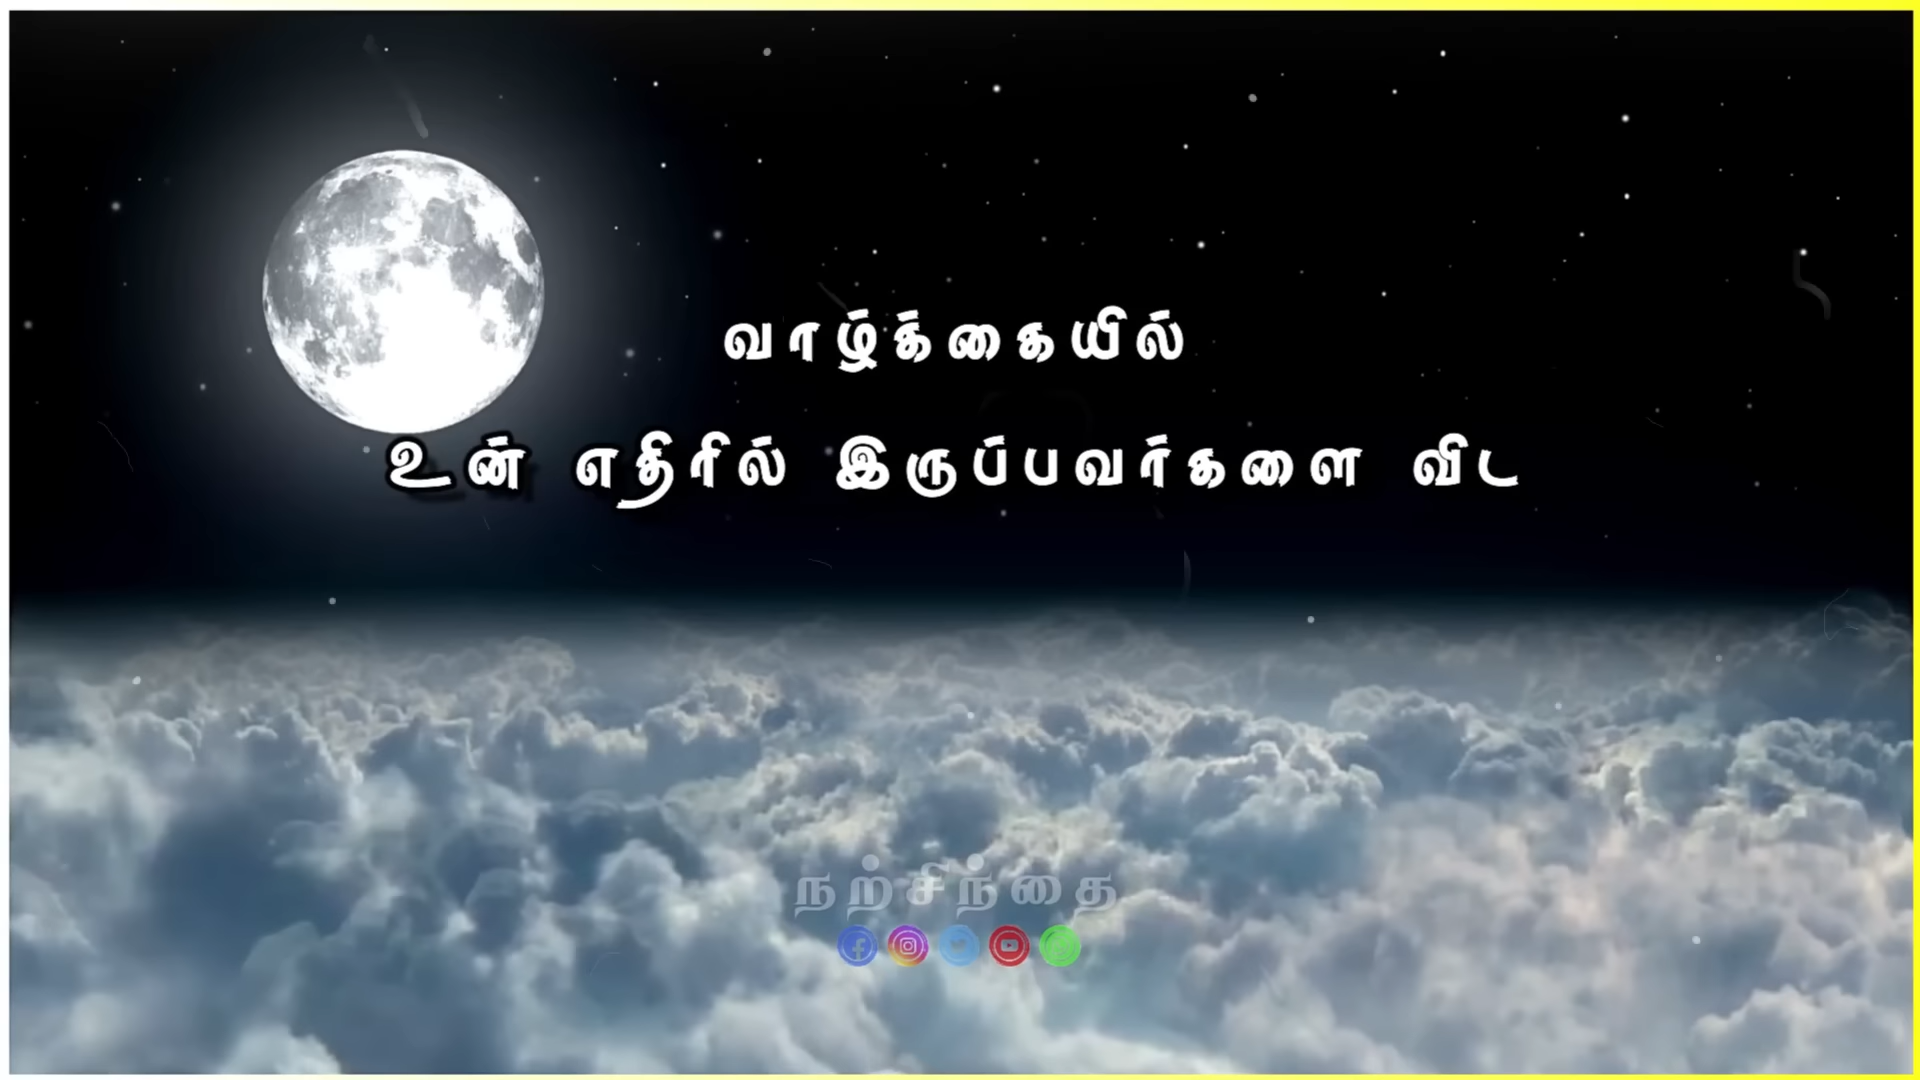 வாழ்க்கையில்
உன் எதிரில் இருப்பவர்களை விட
நற்சிந்தை